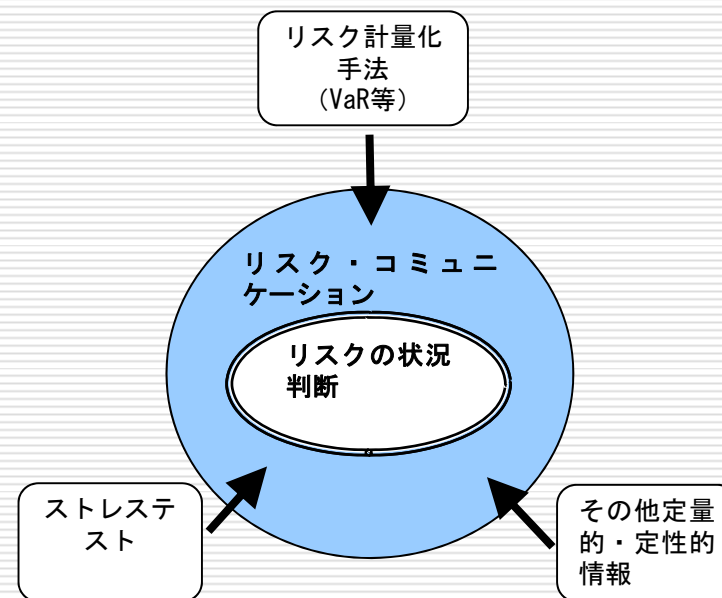 リスク計量化
手法
（VaR等）
リスク・コミュニ
ケーション
リスクの状況
判断
ストレステ
スト
その他定量
的・定性的
情報